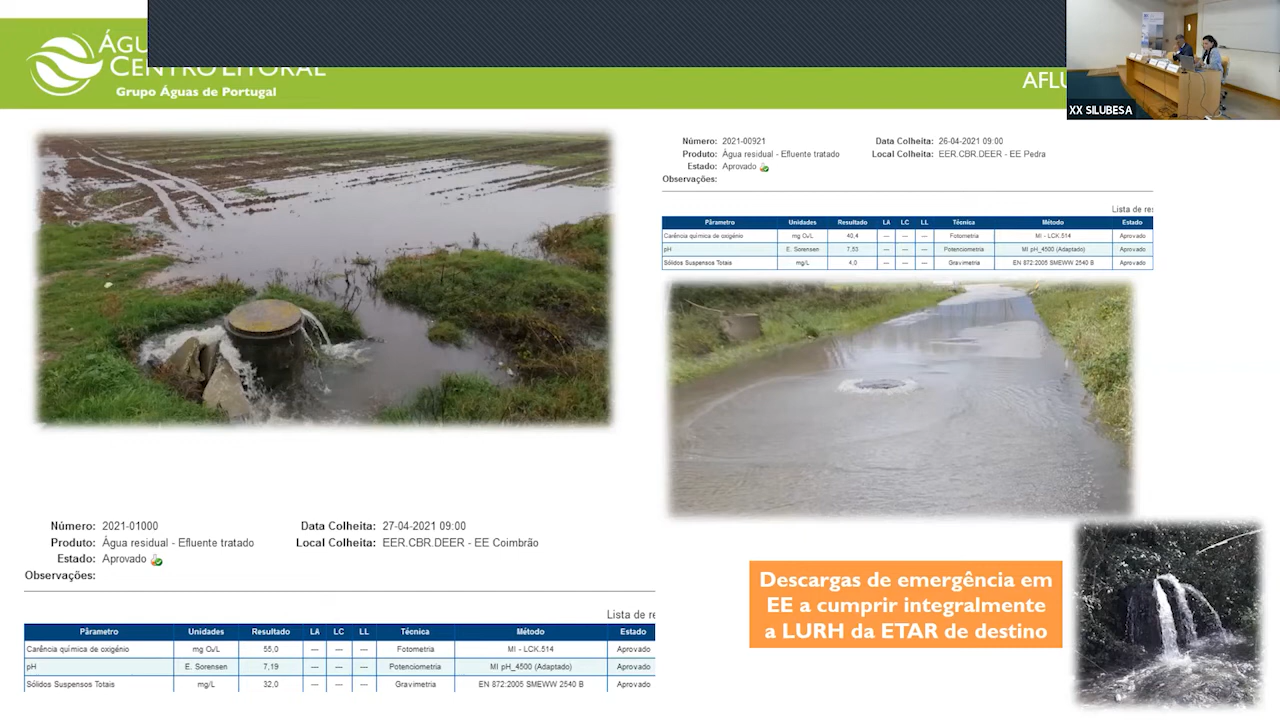 CENTRO LITORAL
Grupo Águas de Portugal
XX SILUBESA
Número: 2021-00921 Data Colheita: 26-04-2021 09:00
Produto: Água residual - Efluente tratado Local Colheita: EER.CBR.DEER - EE Pedra
Estado: Aprovado
Observações:
Lista de
Pârametro Unidades Resultado LA LC LL Técnica Método Estado
Carência química de oxigénio mg O₂/L 40,4 --- --- --- Fotometria MI - LCK.514 Aprovado
pH E. Sorensen 7,53 --- --- --- Potenciometria MI pH_4500 (Adaptado) Aprovado
Sólidos Suspensos Totais mg/L 4,0 --- --- --- Gravimetria EN 872:2005 SMEWW 2540 B Aprovado
Número: 2021-01000 Data Colheita: 27-04-2021 09:00
Produto: Água residual - Efluente tratado Local Colheita: EER.CBR.DEER - EE Coimbrão
Estado: Aprovado
Observações:
Lista de
Pârametro Unidades Resultado LA LC LL Técnica Método Estado
Carência química de oxigénio mg O₂/L 55,0 --- --- --- Fotometria MI - LCK.514 Aprovado
pH E. Sorensen 7,19 --- --- --- Potenciometria MI pH_4500 (Adaptado) Aprovado
Sólidos Suspensos Totais mg/L 32,0 --- --- --- Gravimetria EN 872:2005 SMEWW 2540 B Aprovado
Descargas de emergência em
EE a cumprir integralmente
a LURH da ETAR de destino